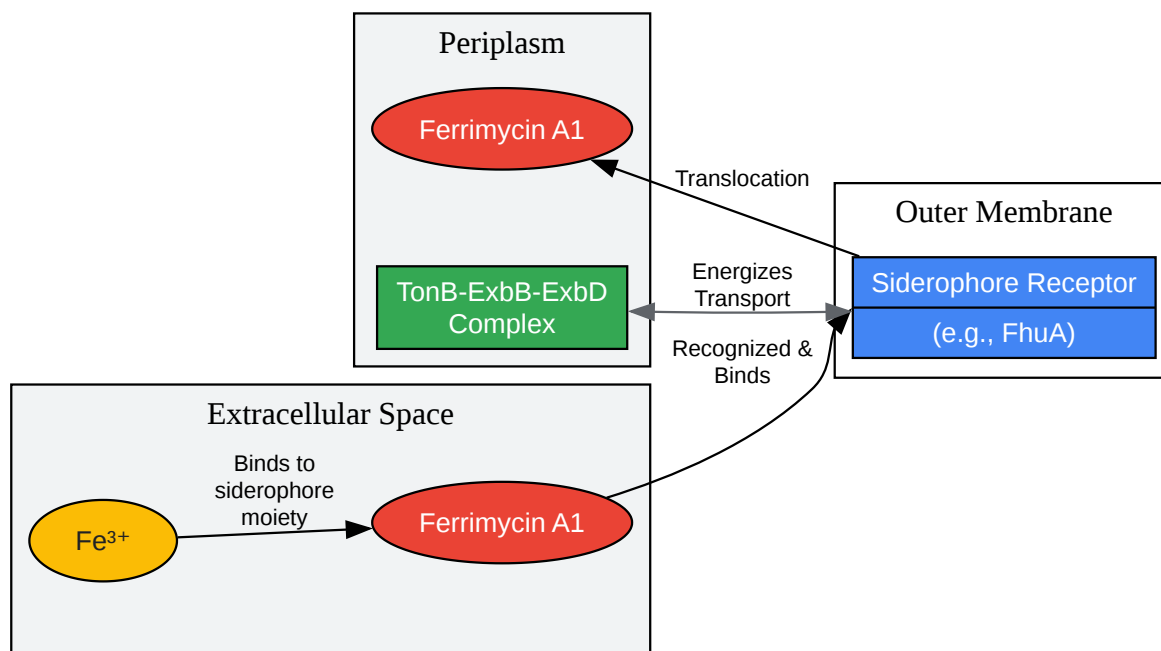 Periplasm
Ferrimycin A1
Translocation
Outer Membrane
Siderophore Receptor
(e.g., FhuA)
Energizes
Transport
TonB-ExbB-ExbD
Complex
Recognized &
Binds
Extracellular Space
Binds to
siderophore
moiety
Fe³⁺
Ferrimycin A1